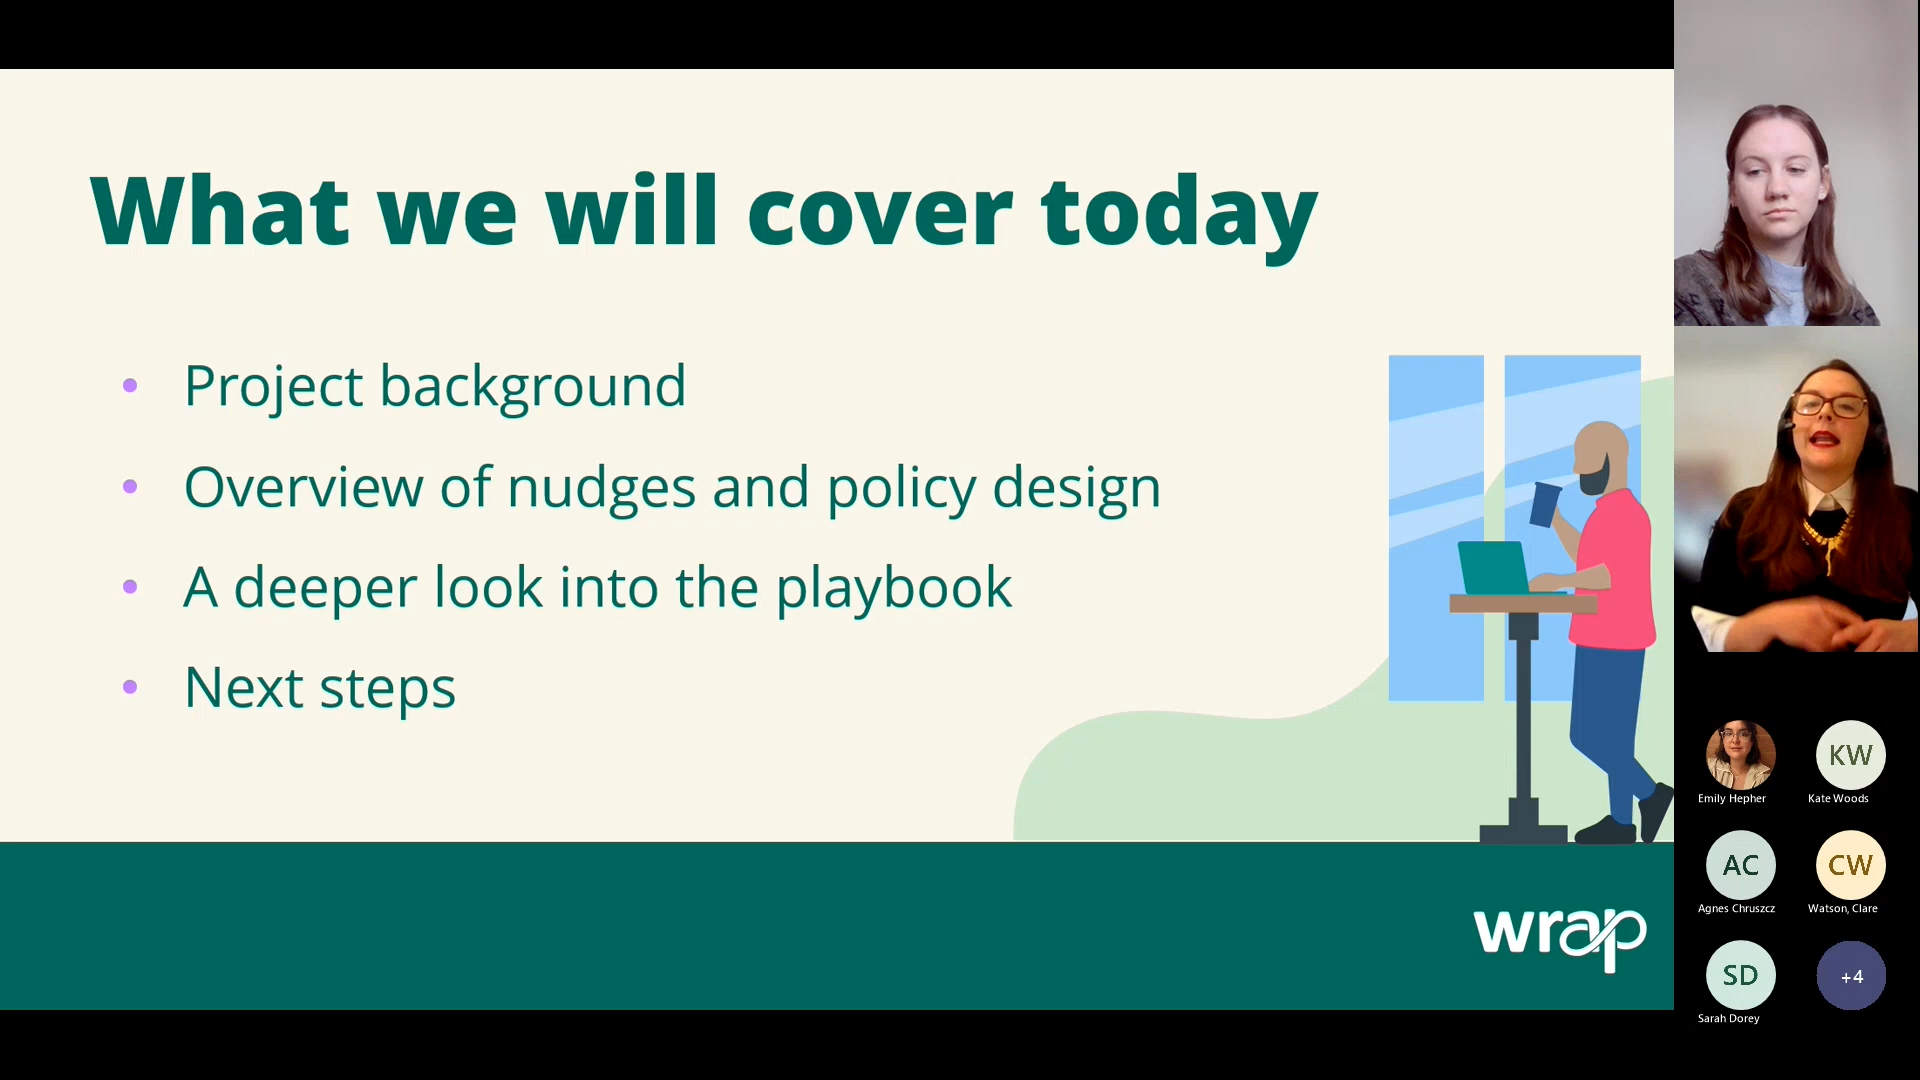 What we will cover today
Project background
Overview of nudges and policy design
A deeper look into the playbook
Next steps
wrap
Emily Hepher
KW
Kate Woods
AC
Agnes Chruszcz
CW
Watson, Clare
SD
Sarah Dorey
+4